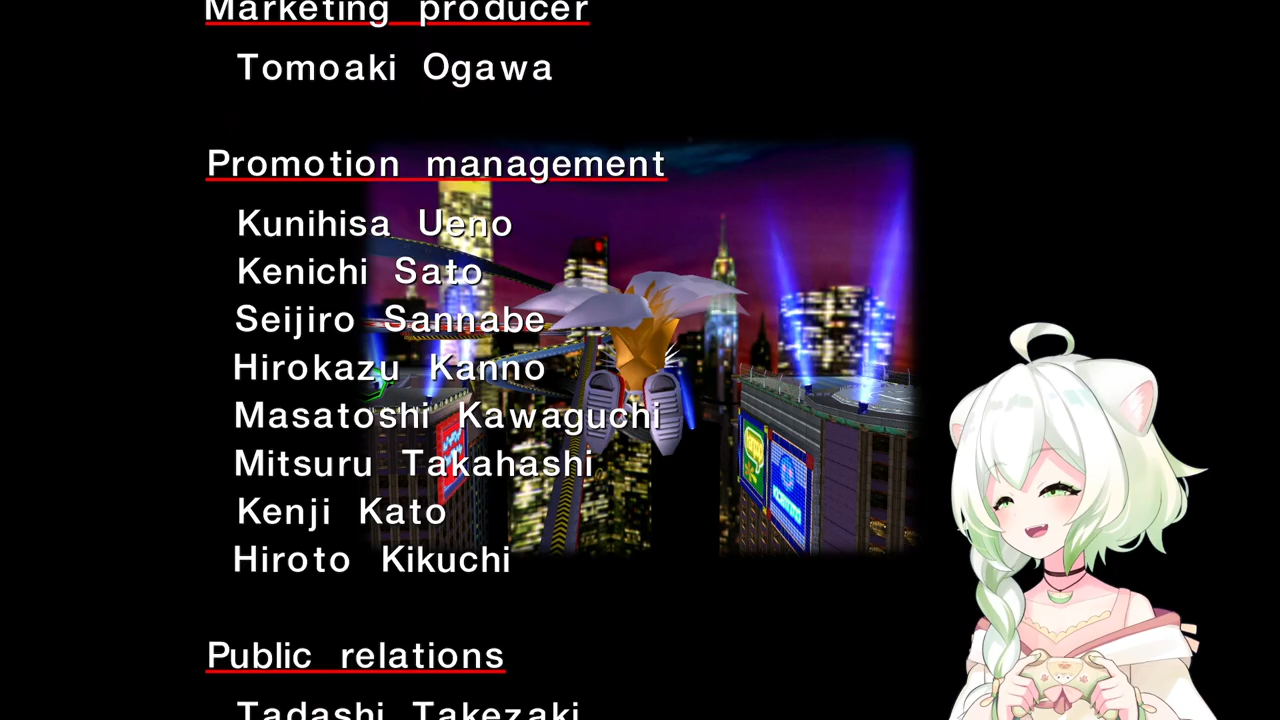 Marketing producer
Tomoaki Ogawa
Promotion management
Kunihisa Ueno
Kenichi Sato
Seijiro Sannabe
Hirokazu Kanno
Masatoshi Kawaguchi
Mitsuru Takahashi
Kenji Kato
Hiroto Kikuchi
Public relations
Tadashi Takezaki